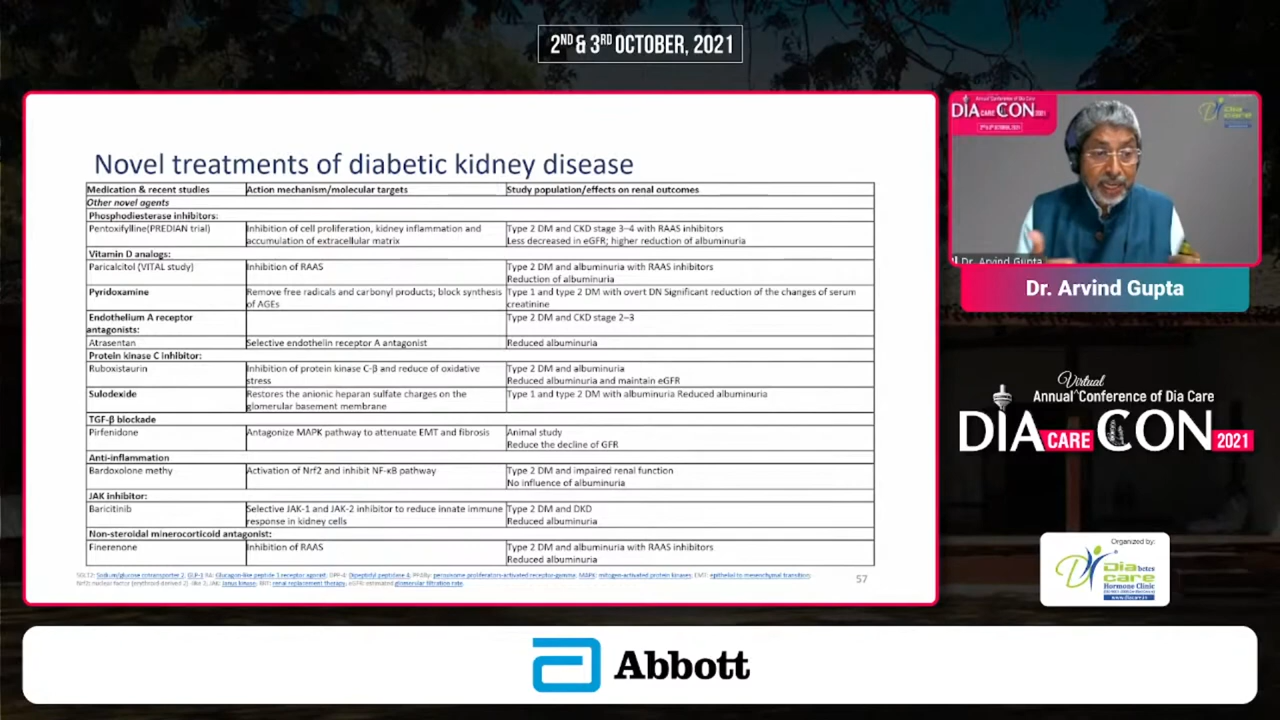 2ND & 3RD OCTOBER, 2021
Novel treatments of diabetic kidney disease
Medication & recent studies Action mechanism/molecular targets Study population/effects on renal outcomes
Other novel agents
Phosphodiesterase inhibitors:
Pentoxifylline(PREDIAN trial) Inhibition of cell proliferation, kidney inflammation and Type 2 DM and CKD stage 3–4 with RAAS inhibitors
accumulation of extracellular matrix Less decreased in eGFR; higher reduction of albuminuria
Vitamin D analogs:
Paricalcitol (VITAL study) Inhibition of RAAS Type 2 DM and albuminuria with RAAS inhibitors
Reduction of albuminuria
Pyridoxamine Remove free radicals and carbonyl products; block synthesis Type 1 and type 2 DM with overt DN Significant reduction of the changes of serum
of AGEs creatinine
Endothelium A receptor Type 2 DM and CKD stage 2–3
antagonists:
Atrasentan Selective endothelin receptor A antagonist Reduced albuminuria
Protein kinase C inhibitor:
Ruboxistaurin Inhibition of protein kinase C-β and reduce of oxidative Type 2 DM and albuminuria
stress Reduced albuminuria and maintain eGFR
Sulodexide Restores the anionic heparan sulfate charges on the Type 1 and type 2 DM with albuminuria Reduced albuminuria
glomerular basement membrane
TGF-β blockade
Pirfenidone Antagonize MAPK pathway to attenuate EMT and fibrosis Animal study
Reduce the decline of GFR
Anti-inflammation
Bardoxolone methy Activation of Nrf2 and inhibit NF-κB pathway Type 2 DM and impaired renal function
No influence of albuminuria
JAK inhibitor:
Baricitinib Selective JAK-1 and JAK-2 inhibitor to reduce innate immune Type 2 DM and DKD
response in kidney cells Reduced albuminuria
Non-steroidal minerocorticoid antagonist:
Finerenone Inhibition of RAAS Type 2 DM and albuminuria with RAAS inhibitors
Reduced albuminuria
57
Annual Conference of Dia Care
DIA CARE CON 2021
Dia care
Dr. Arvind Gupta
Dr. Arvind Gupta
Virtual
Annual Conference of Dia Care
DIA CARE CON 2021
Organized by:
Diabetes
care
Hormone Clinic
Abbott